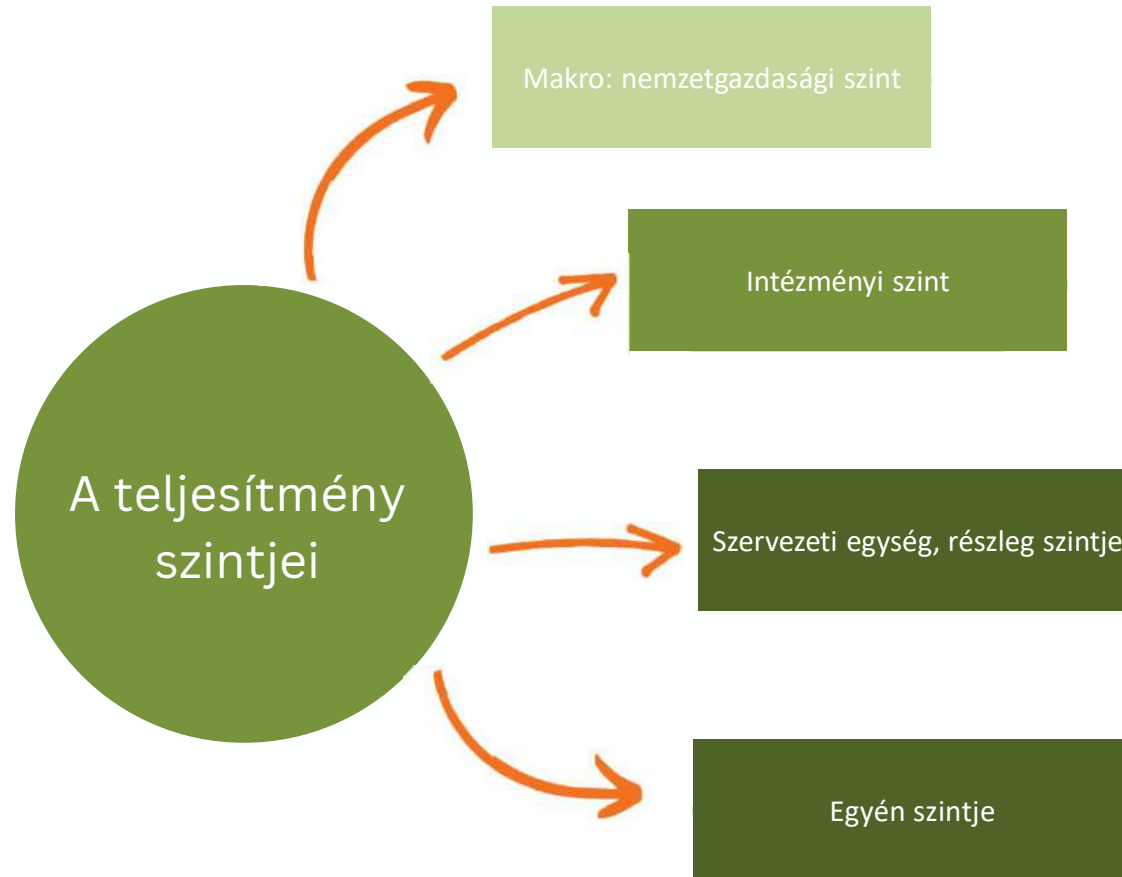 Makro: nemzetgazdasági szint
Intézményi szint
A teljesítmény
szintjei
Szervezeti egység, részleg szintje
Egyén szintje